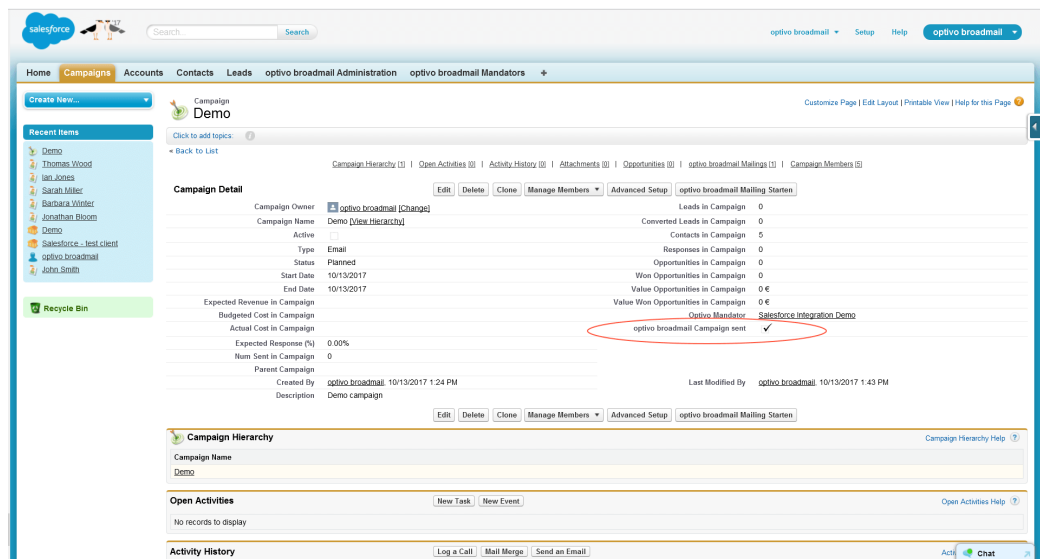 salesforce '17 Search... Search optivo broadmail Setup Help optivo broadmail
Home Campaigns Accounts Contacts Leads optivo broadmail Administration optivo broadmail Mandators +
Create New...
Recent Items
Demo
Thomas Wood
Ian Jones
Sarah Miller
Barbara Winter
Jonathan Bloom
Demo
Salesforce - test client
optivo broadmail
John Smith
Recycle Bin
Campaign
Demo
Customize Page | Edit Layout | Printable View | Help for this Page
Click to add topics: i
« Back to List
Campaign Hierarchy [1] | Open Activities [0] | Activity History [0] | Attachments [0] | Opportunities [0] | optivo broadmail Mailings [1] | Campaign Members [5]
Campaign Detail Edit Delete Clone Manage Members Advanced Setup optivo broadmail Mailing Starten
Campaign Owner optivo broadmail [Change] Leads in Campaign 0
Campaign Name Demo [View Hierarchy] Converted Leads in Campaign 0
Active Contacts in Campaign 5
Type Email Responses in Campaign 0
Status Planned Opportunities in Campaign 0
Start Date 10/13/2017 Won Opportunities in Campaign 0
End Date 10/13/2017 Value Opportunities in Campaign 0 €
Expected Revenue in Campaign Value Won Opportunities in Campaign 0 €
Budgeted Cost in Campaign Optivo Mandator Salesforce Integration Demo
Actual Cost in Campaign optivo broadmail Campaign sent ✓
Expected Response (%) 0.00%
Num Sent in Campaign 0
Parent Campaign
Created By optivo broadmail, 10/13/2017 1:24 PM Last Modified By optivo broadmail, 10/13/2017 1:43 PM
Description Demo campaign
Edit Delete Clone Manage Members Advanced Setup optivo broadmail Mailing Starten
Campaign Hierarchy Campaign Hierarchy Help ?
Campaign Name
Demo
Open Activities New Task New Event Open Activities Help ?
No records to display
Activity History Log a Call Mail Merge Send an Email
Chat